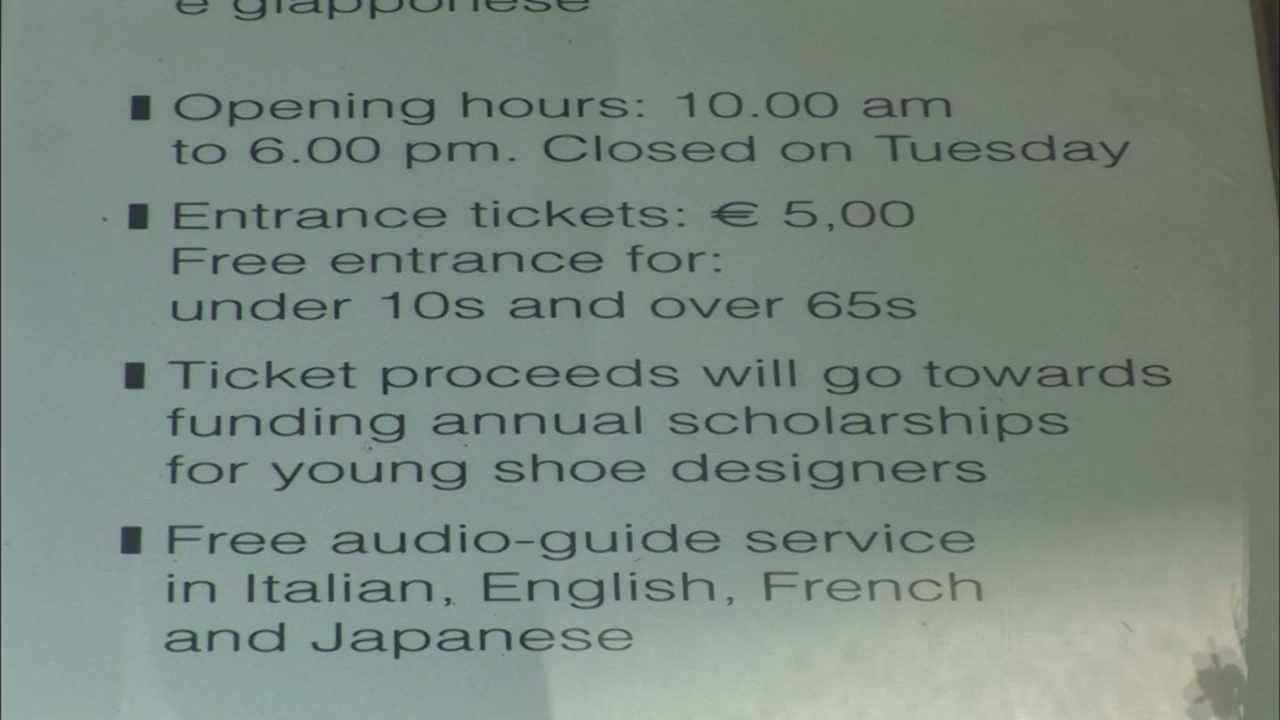 e giapponese
Opening hours: 10.00 am
to 6.00 pm. Closed on Tuesday
Entrance tickets: € 5,00
Free entrance for:
under 10s and over 65s
Ticket proceeds will go towards
funding annual scholarships
for young shoe designers
Free audio-guide service
in Italian, English, French
and Japanese